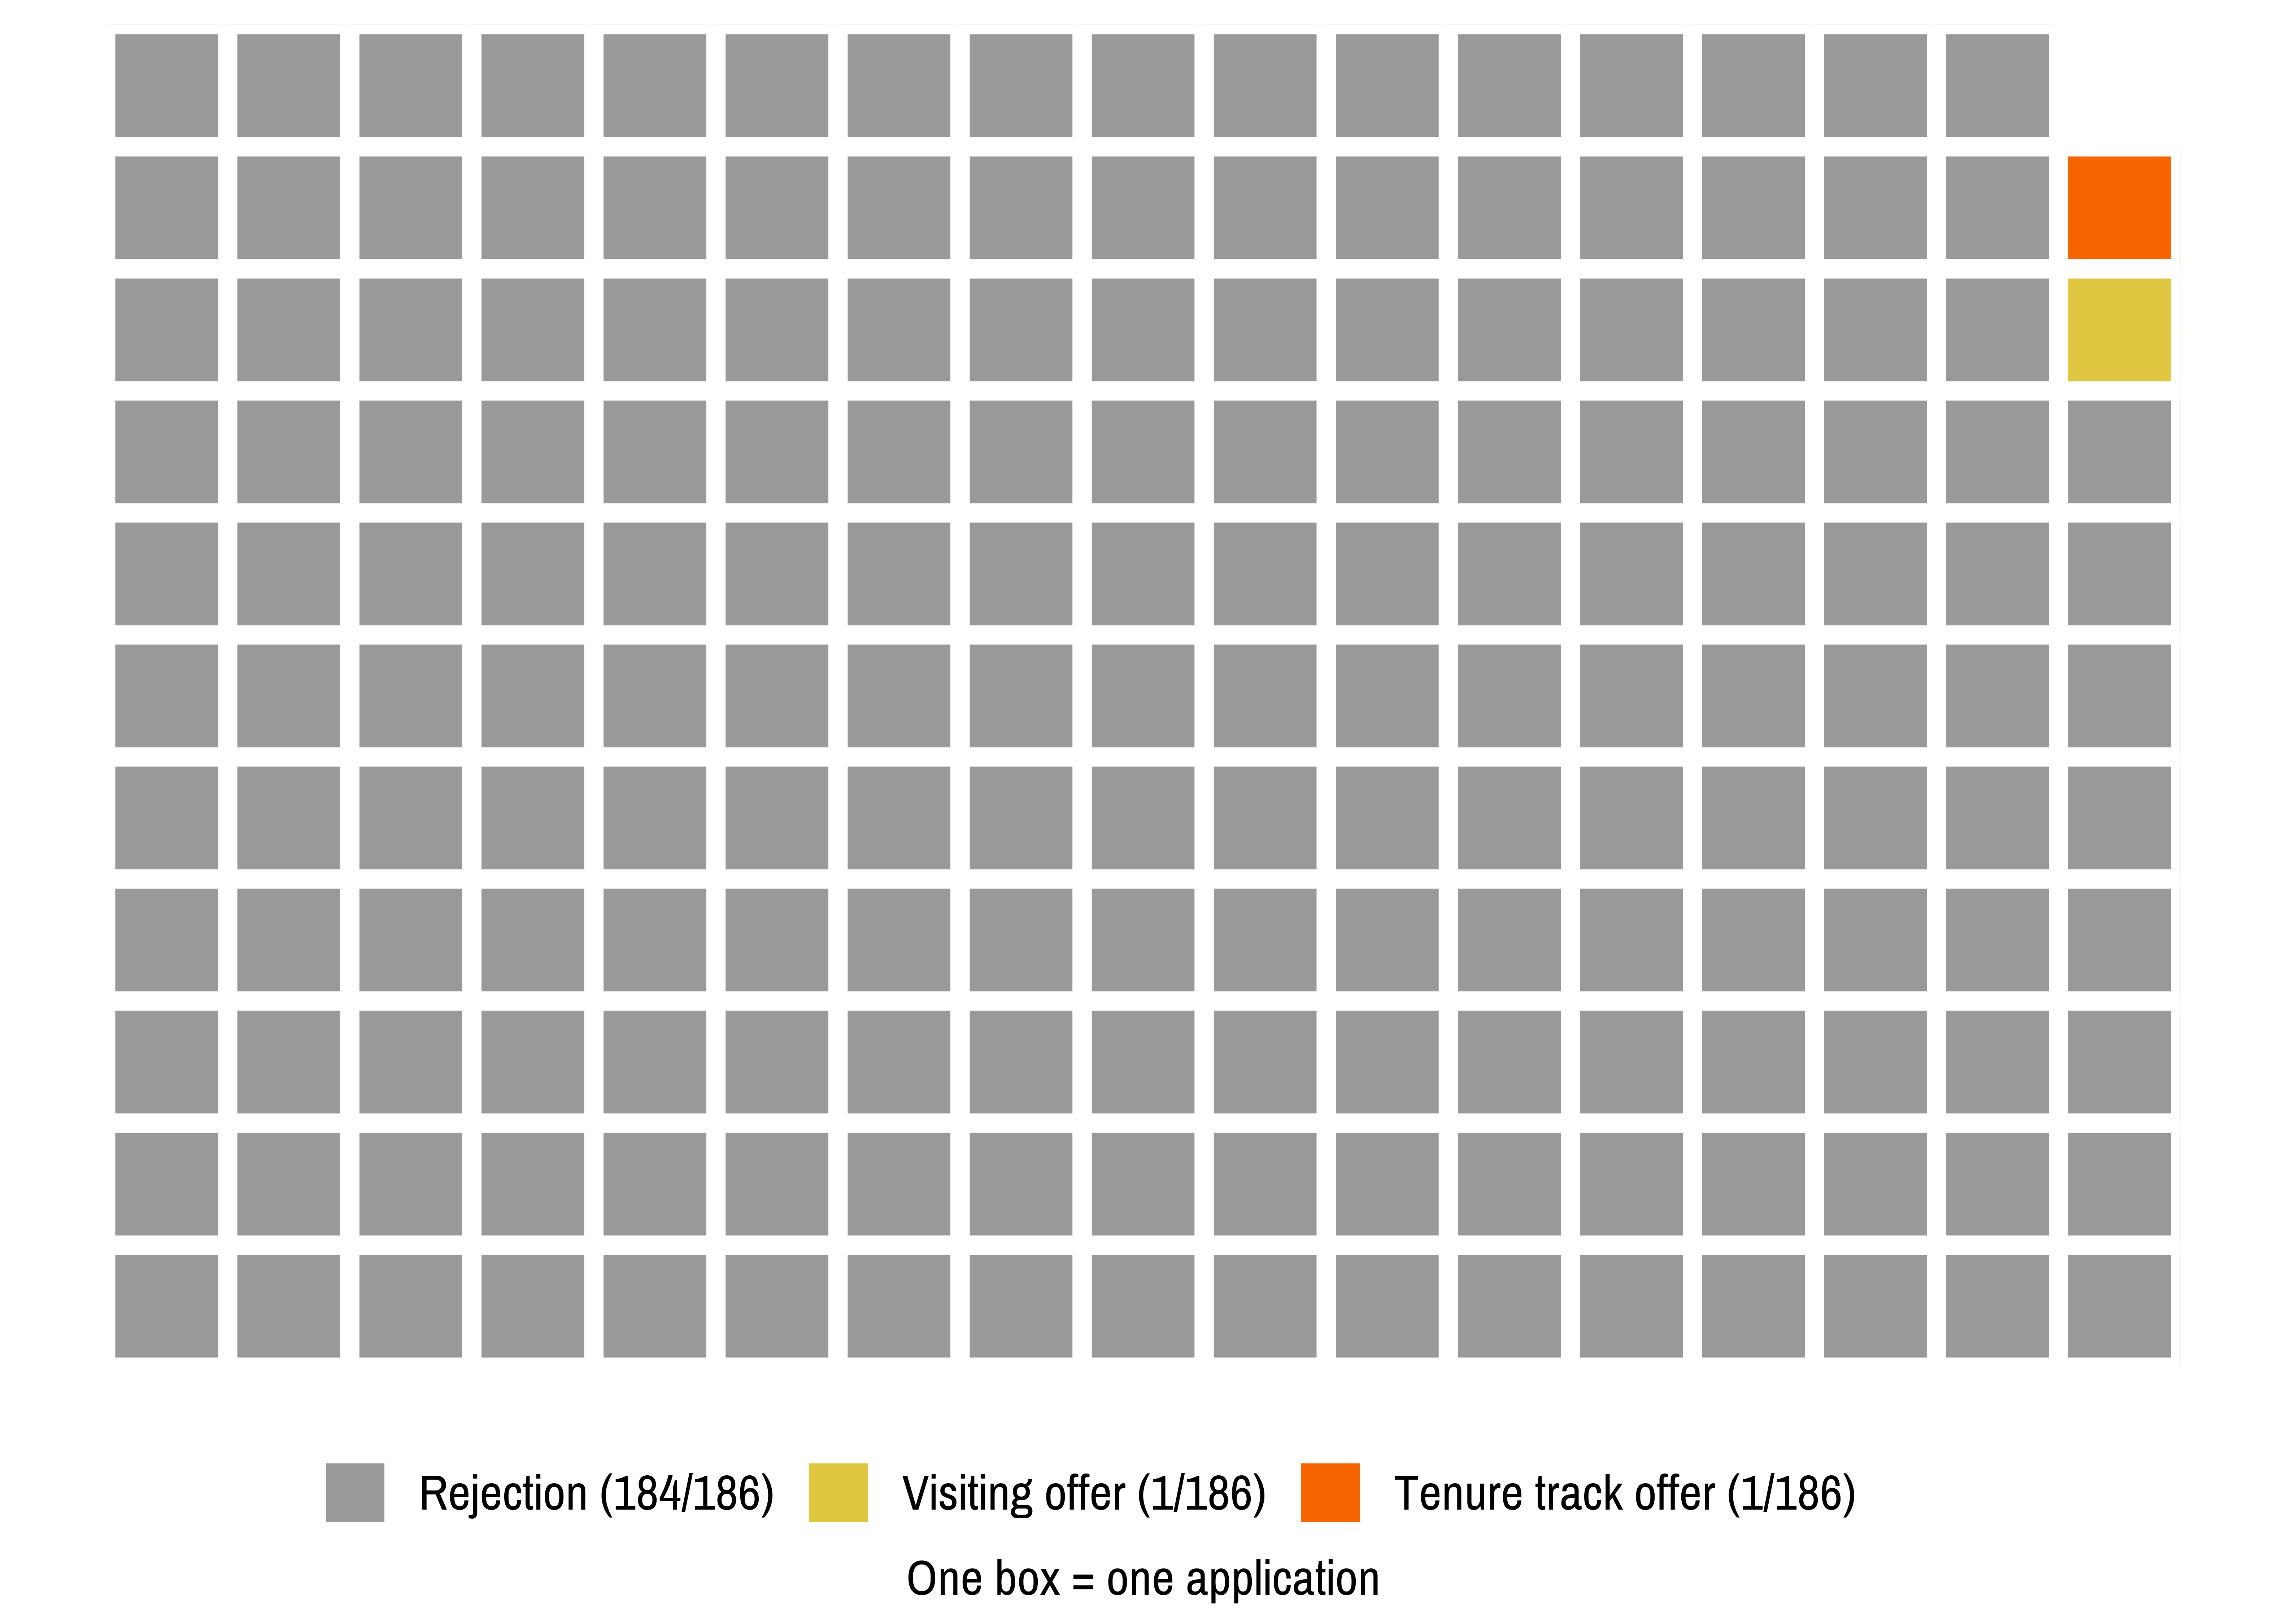 Rejection (184/186) Visiting offer (1/186) Tenure track offer (1/186)
One box = one application